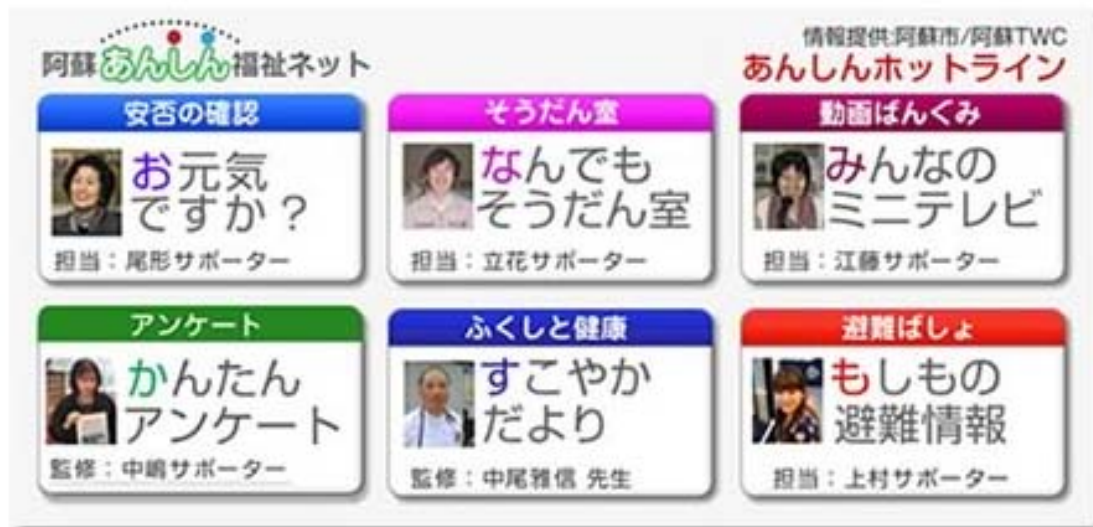 阿蘇あんしん福祉ネット
情報提供:阿蘇市/阿蘇TWC
あんしんホットライン
安否の確認
お元気
ですか？
担当：尾形サポーター
そうだん室
なんでも
そうだん室
担当：立花サポーター
動画ばんぐみ
みんなの
ミニテレビ
担当：江藤サポーター
アンケート
かんたん
アンケート
監修：中嶋サポーター
ふくしと健康
すこやか
だより
監修：中尾雅信 先生
避難ばしょ
もしもの
避難情報
担当：上村サポーター